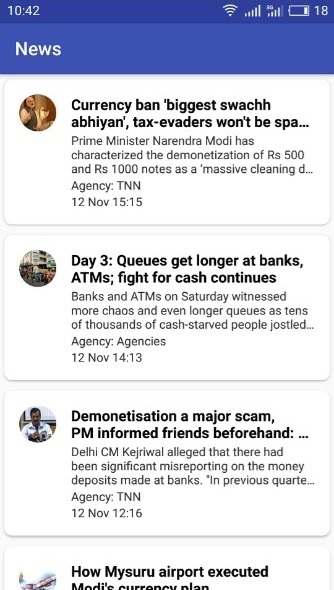 10:42
3G
18
News
Currency ban 'biggest swachh
abhiyan', tax-evaders won't be spa...
Prime Minister Narendra Modi has
characterized the demonetization of Rs 500
and Rs 1000 notes as a 'massive cleaning d...
Agency: TNN
12 Nov 15:15
Day 3: Queues get longer at banks,
ATMs; fight for cash continues
Banks and ATMs on Saturday witnessed
more chaos and even longer queues as tens
of thousands of cash-starved people jostled...
Agency: Agencies
12 Nov 14:13
Demonetisation a major scam,
PM informed friends beforehand: ...
Delhi CM Kejriwal alleged that there had
been significant misreporting on the money
deposits made at banks. "In previous quarte...
Agency: TNN
12 Nov 12:16
How Mysuru airport executed
Modi's currency plan